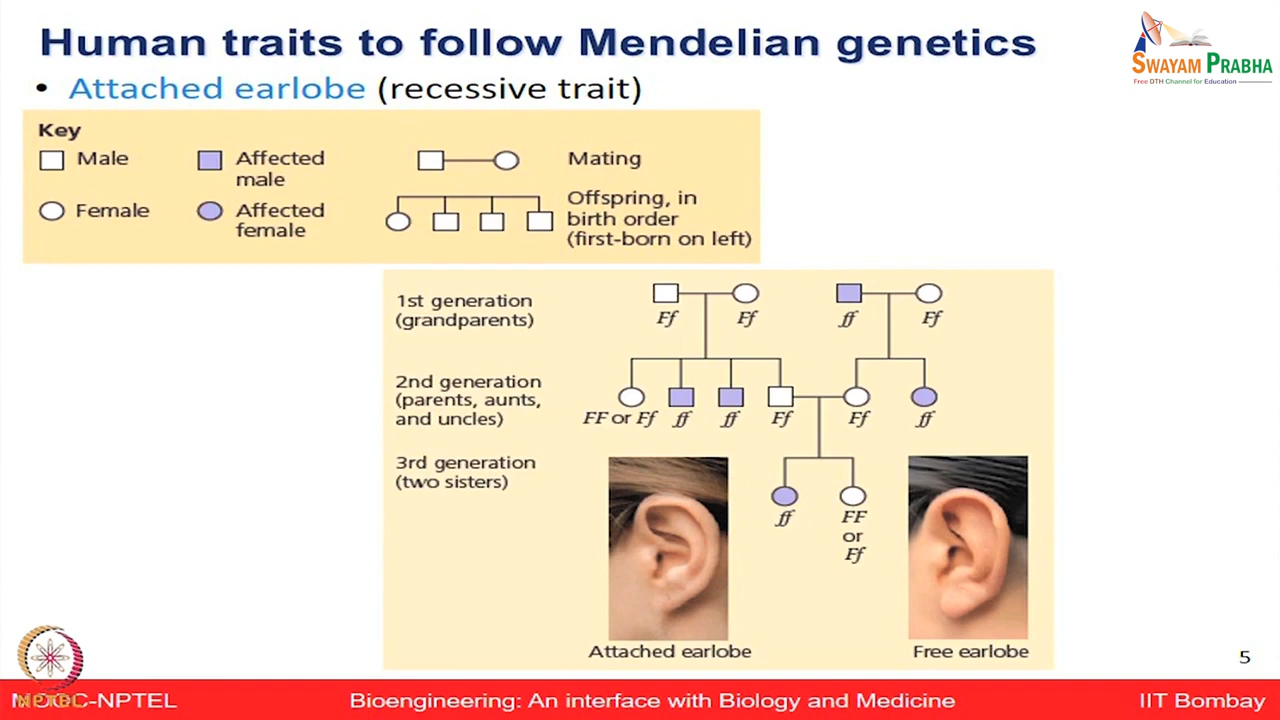 Human traits to follow Mendelian genetics
SWAYAM PRABHA
Free DTH Channel for Education
• Attached earlobe (recessive trait)
Key
Male
Affected
male
Mating
Female
Affected
female
Offspring, in
birth order
(first-born on left)
1st generation
(grandparents)
Ff
Ff
ff
Ff
2nd generation
(parents, aunts,
and uncles)
FF or Ff
ff
ff
Ff
Ff
ff
3rd generation
(two sisters)
ff
FF
or
Ff
Attached earlobe
Free earlobe
5
Bioengineering: An interface with Biology and Medicine
IIT Bombay